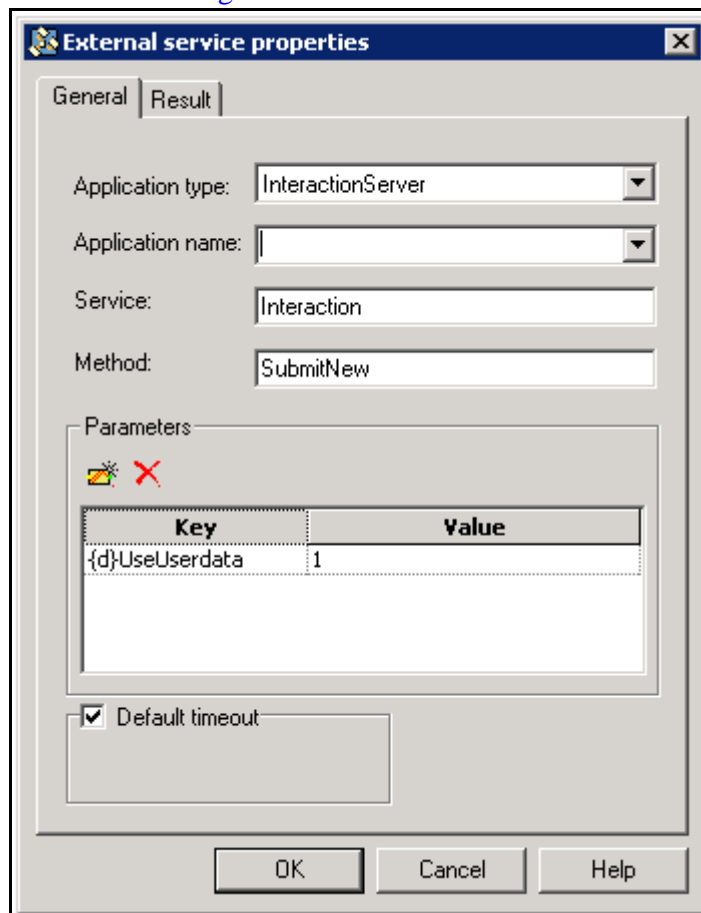 External service properties
General Result
Application type: InteractionServer
Application name:
Service: Interaction
Method: SubmitNew
Parameters
Key Value
{d}UseUserdata 1
Default timeout
OK Cancel Help